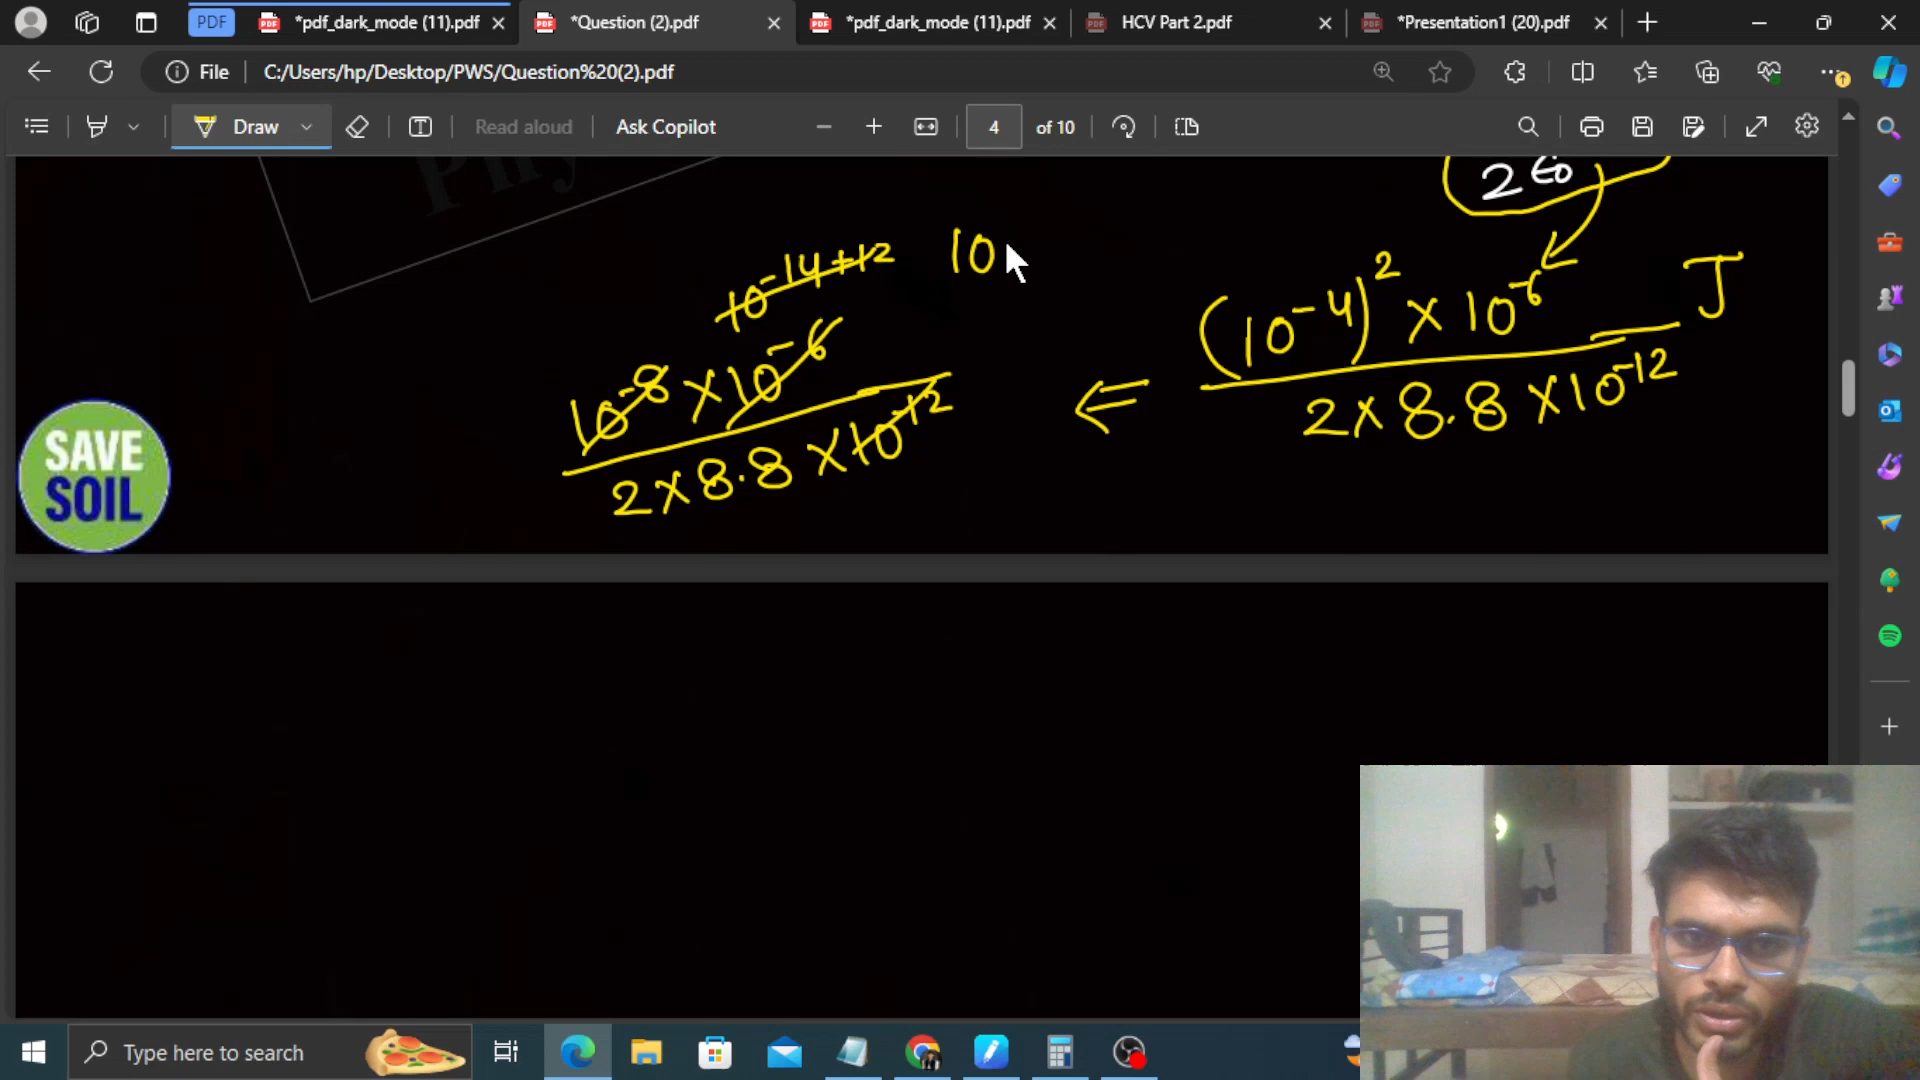 PDF *pdf_dark_mode (11).pdf *Question (2).pdf *pdf_dark_mode (11).pdf HCV Part 2.pdf *Presentation1 (20).pdf
File C:/Users/hp/Desktop/PWS/Question%20(2).pdf
Draw Read aloud Ask Copilot 4 of 10
2 ε₀
10⁻¹⁴⁺¹² 10
(10⁻⁴)² × 10⁻⁶ J
2 × 8.8 × 10⁻¹²
⇐
10⁻⁸ × 10⁻⁶
2 × 8.8 × 10⁻¹²
SAVE
SOIL
Type here to search